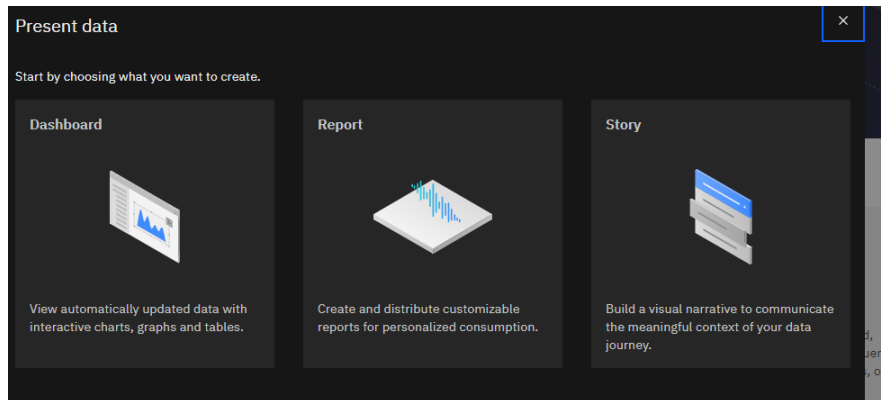 Present data
Start by choosing what you want to create.
Dashboard
View automatically updated data with
interactive charts, graphs and tables.
Report
Create and distribute customizable
reports for personalized consumption.
Story
Build a visual narrative to communicate
the meaningful context of your data
journey.